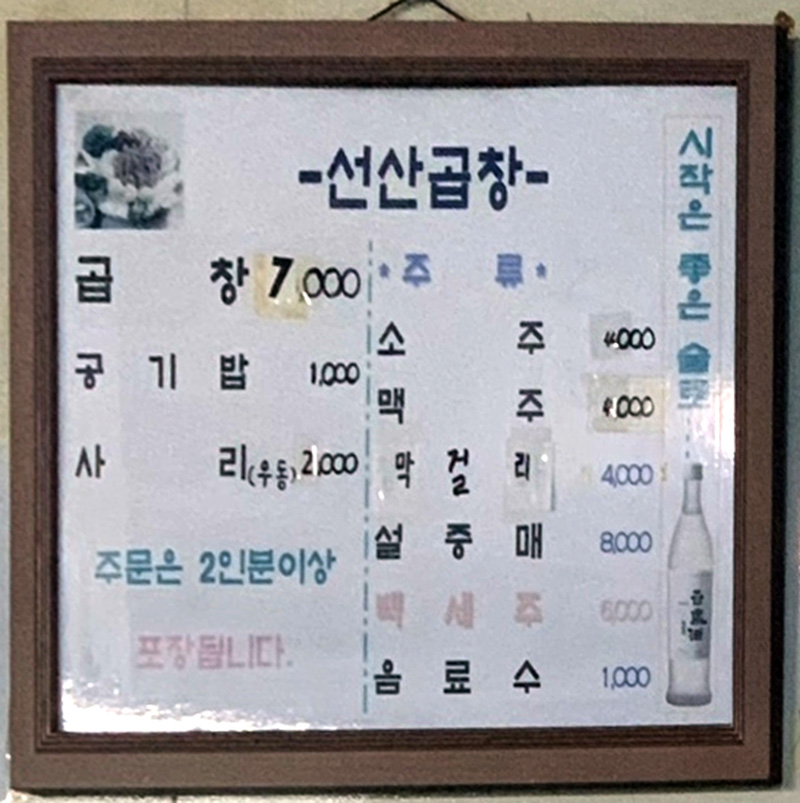 -선산곱창-
곱창 7,000
공기밥 1,000
사리(우동) 2,000
주문은 2인분이상
포장됩니다.
*주류*
소주 4,000
맥주 4,000
막걸리 4,000
설중매 8,000
백세주 6,000
음료수 1,000
시작은 좋은 술로